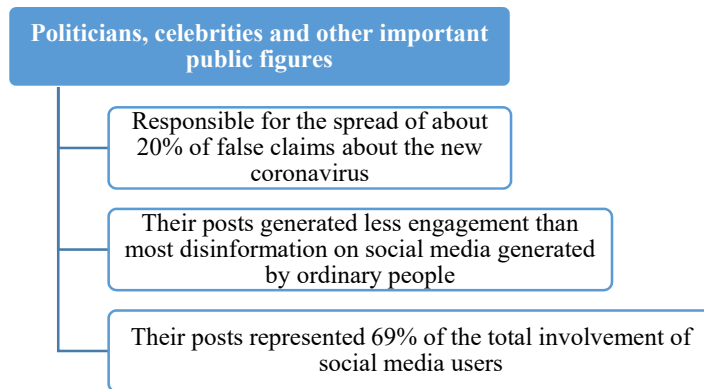 Politicians, celebrities and other important
public figures
Responsible for the spread of about
20% of false claims about the new
coronavirus
Their posts generated less engagement than
most disinformation on social media generated
by ordinary people
Their posts represented 69% of the total involvement of
social media users